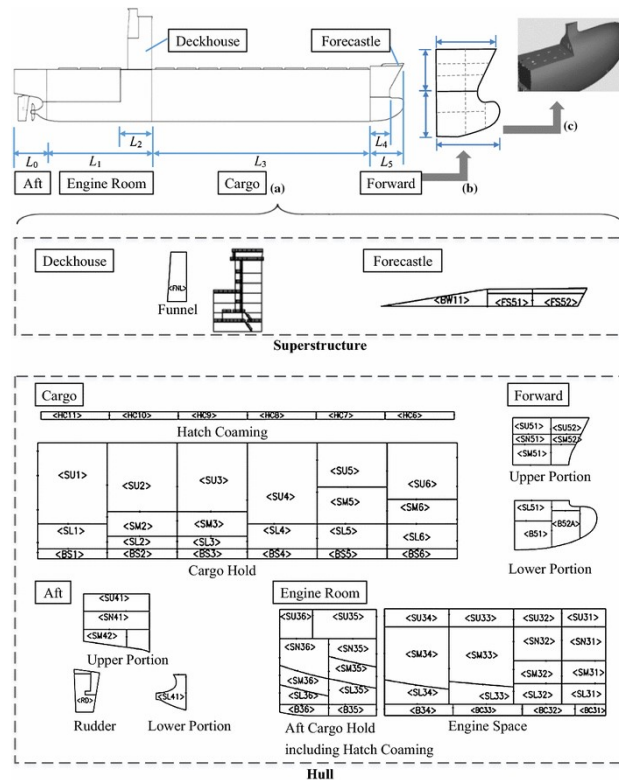 Deckhouse
Forecastle
L0 L1 L2 L3 L4 L5
Aft Engine Room Cargo (a) Forward (b) (c)
Deckhouse
Forecastle
<FNL>
Funnel
<BW11> <FS51> <FS52>
Superstructure
Cargo
Forward
<HC11> <HC10> <HC9> <HC8> <HC7> <HC6>
Hatch Coaming
<SU1> <SU2> <SU3> <SU4> <SU5> <SU6>
<SM2> <SM3> <SM5> <SM6>
<SL1> <SL2> <SL3> <SL4> <SL5> <SL6>
<BS1> <BS2> <BS3> <BS4> <BS5> <BS6>
Cargo Hold
<SU51> <SU52>
<SN51> <SM52>
<SM51>
Upper Portion
<SL51>
<B51> <B52A>
Lower Portion
Aft
<SU41>
<SN41>
<SM42>
Upper Portion
<RD>
Rudder
<SL41>
Lower Portion
Engine Room
<SU36> <SU35>
<SN36> <SN35>
<SM36> <SM35>
<SL36> <SL35>
<B36> <B35>
Aft Cargo Hold
including Hatch Coaming
<SU34> <SU33> <SU32> <SU31>
<SN32> <SN31>
<SM34> <SM33> <SM32> <SM31>
<SL34> <SL33> <SL32> <SL31>
<B34> <BC33> <BC32> <BC31>
Engine Space
Hull